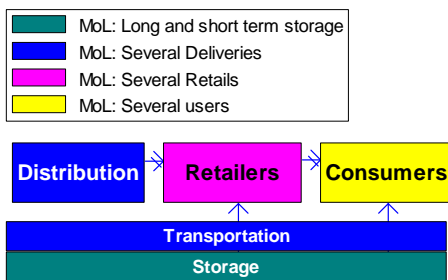 MoL: Long and short term storage
MoL: Several Deliveries
MoL: Several Retails
MoL: Several users
Distribution
Retailers
Consumers
Transportation
Storage